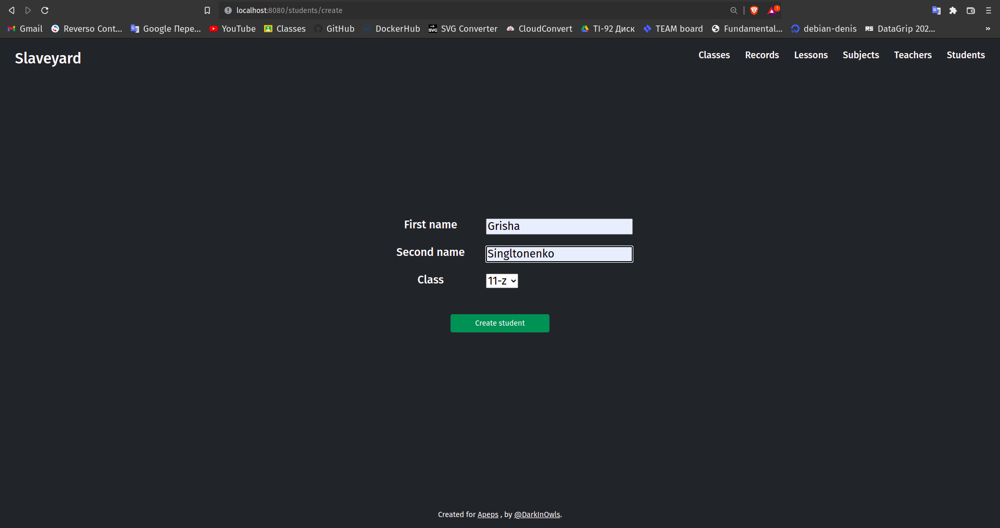 localhost:8080/students/create
1
Gmail Reverso Cont... Google Пере... YouTube Classes GitHub DockerHub SVG Converter CloudConvert ТІ-92 Диск TEAM board Fundamental... debian-denis DataGrip 202... »
Slaveyard Classes Records Lessons Subjects Teachers Students
First name Grisha
Second name Singltonenko
Class 11-z
Create student
Created for Apeps , by @DarkInOwls.